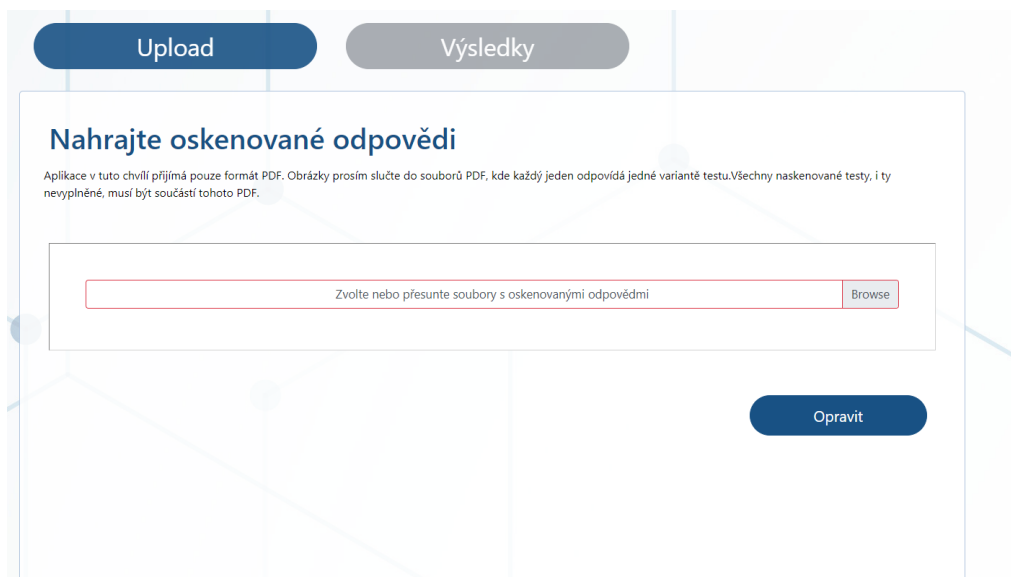 Upload
Výsledky
Nahrajte oskenované odpovědi
Aplikace v tuto chvílí přijímá pouze formát PDF. Obrázky prosím slučte do souborů PDF, kde každý jeden odpovídá jedné variantě testu.Všechny naskenované testy, i ty
nevyplněné, musí být součástí tohoto PDF.
Zvolte nebo přesunte soubory s oskenovanými odpovědmi
Browse
Opravit